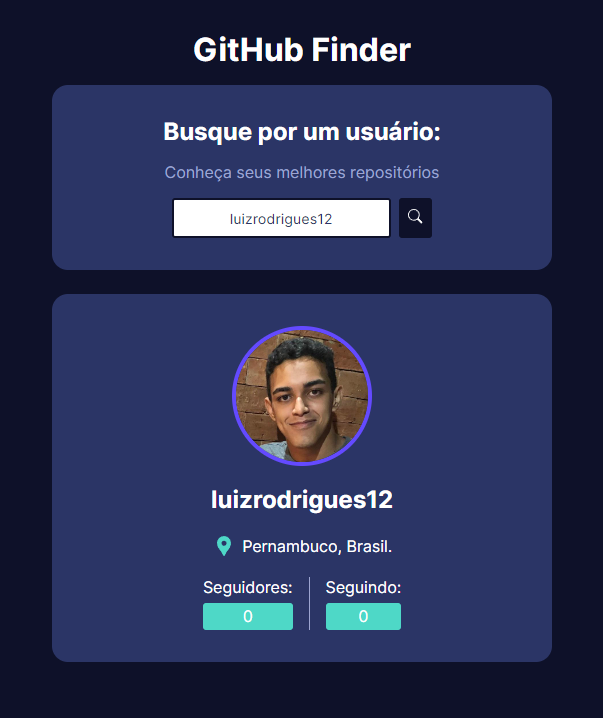 GitHub Finder
Busque por um usuário:
Conheça seus melhores repositórios
luizrodrigues12
luizrodrigues12
Pernambuco, Brasil.
Seguidores: Seguindo:
0 0